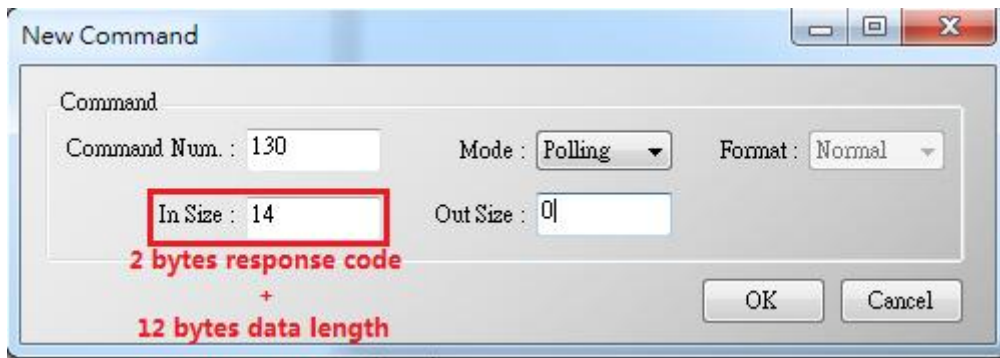 New Command
Command
Command Num. : 130 Mode : Polling Format : Normal
In Size : 14 Out Size : 0
2 bytes response code
+
12 bytes data length
OK Cancel